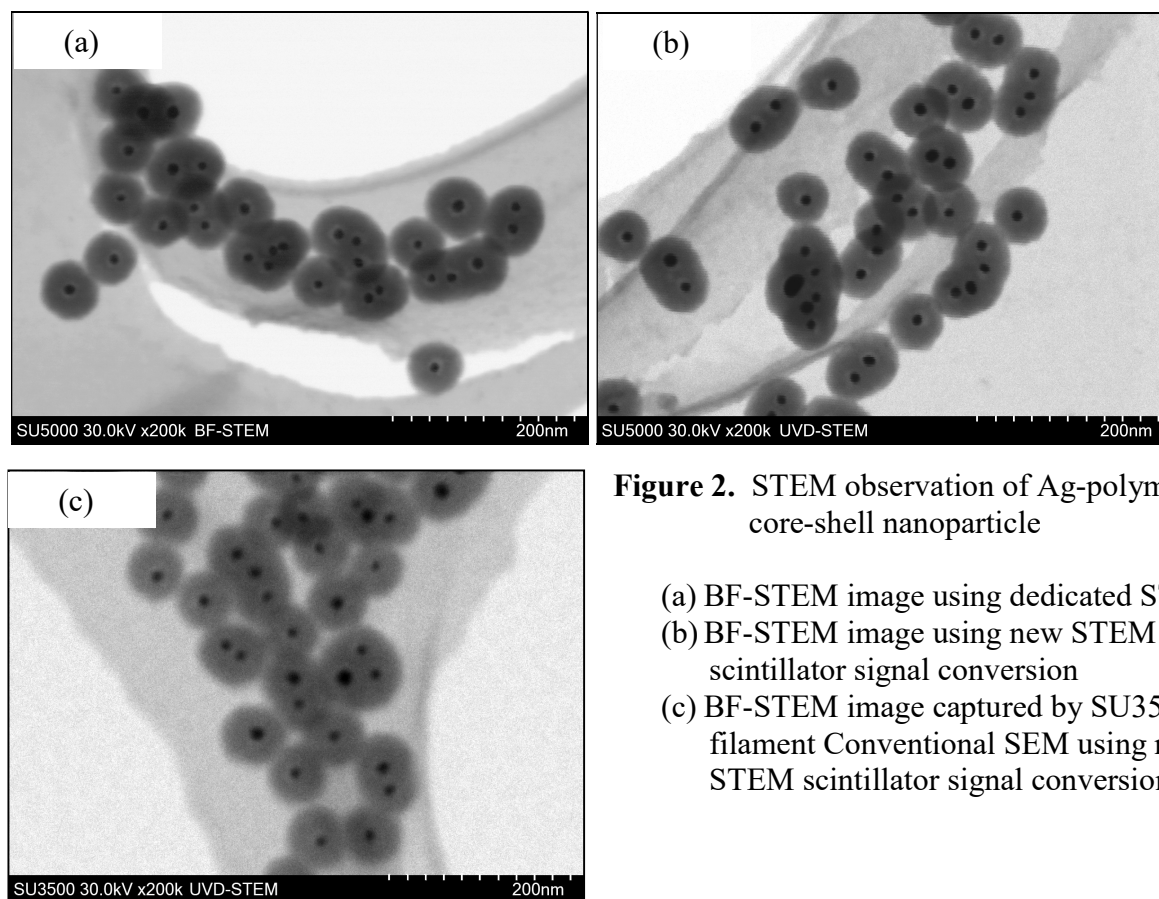 (a)
(b)
SU5000 30.0kV x200k BF-STEM 200nm
SU5000 30.0kV x200k UVD-STEM 200nm
(c)
SU3500 30.0kV x200k UVD-STEM 200nm
Figure 2. STEM observation of Ag-polym
core-shell nanoparticle
(a) BF-STEM image using dedicated S
(b) BF-STEM image using new STEM
scintillator signal conversion
(c) BF-STEM image captured by SU35
filament Conventional SEM using
STEM scintillator signal conversion